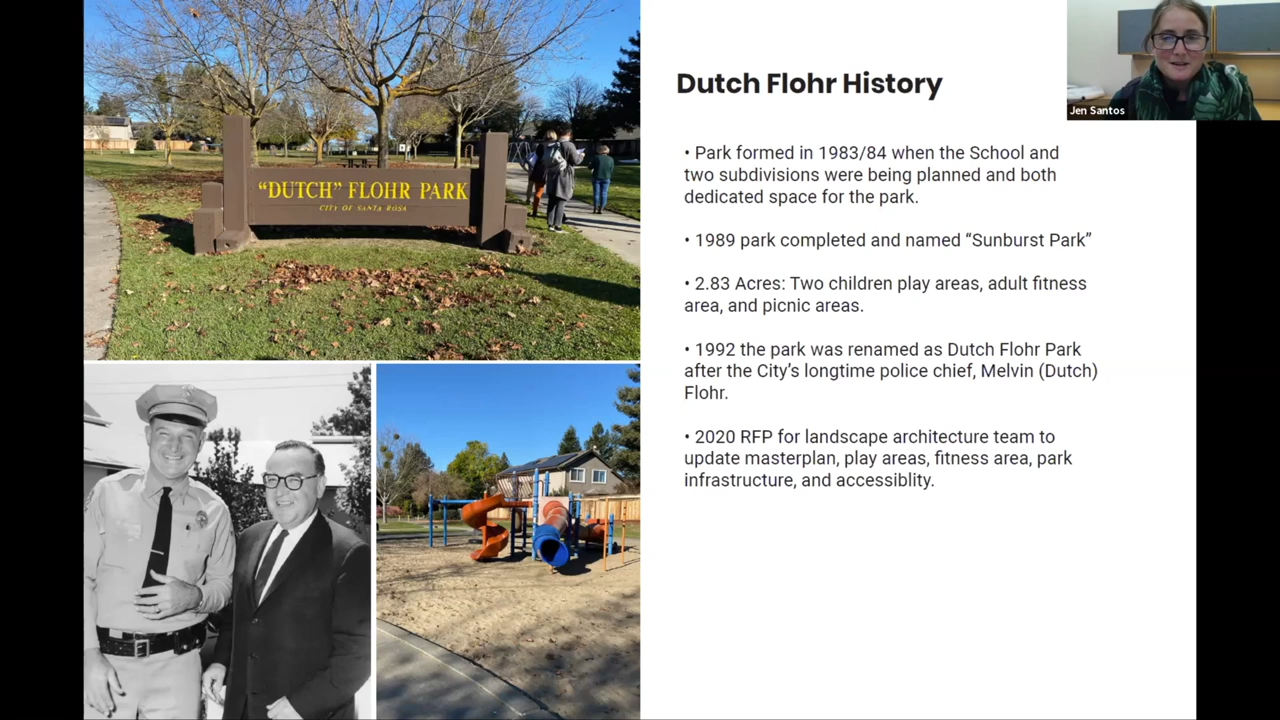 "DUTCH" FLOHR PARK
CITY OF SANTA ROSA
Dutch Flohr History
• Park formed in 1983/84 when the School and
two subdivisions were being planned and both
dedicated space for the park.
• 1989 park completed and named “Sunburst Park”
• 2.83 Acres: Two children play areas, adult fitness
area, and picnic areas.
• 1992 the park was renamed as Dutch Flohr Park
after the City’s longtime police chief, Melvin (Dutch)
Flohr.
• 2020 RFP for landscape architecture team to
update masterplan, play areas, fitness area, park
infrastructure, and accessiblity.
Jen Santos